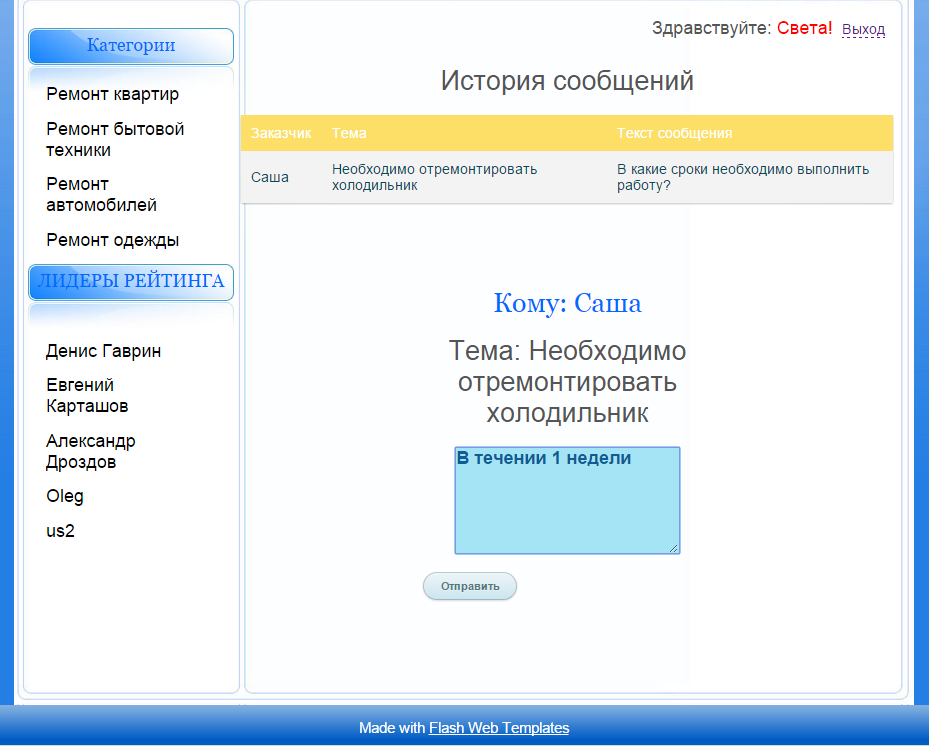 Здравствуйте: Света! Выход
Категории
Ремонт квартир
Ремонт бытовой
техники
Ремонт
автомобилей
Ремонт одежды
ЛИДЕРЫ РЕЙТИНГА
Денис Гаврин
Евгений
Карташов
Александр
Дроздов
Oleg
us2
История сообщений
Заказчик Тема Текст сообщения
Саша
Необходимо отремонтировать
холодильник
В какие сроки необходимо выполнить
работу?
Кому: Саша
Тема: Необходимо
отремонтировать
холодильник
В течении 1 недели
Отправить
Made with Flash Web Templates